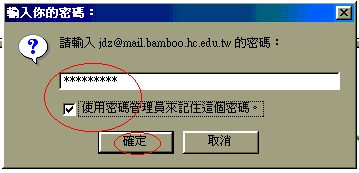 輸入你的密碼：
請輸入 jdz@mail.bamboo.hc.edu.tw 的密碼：
*********
使用密碼管理員來記住這個密碼。
確定
取消